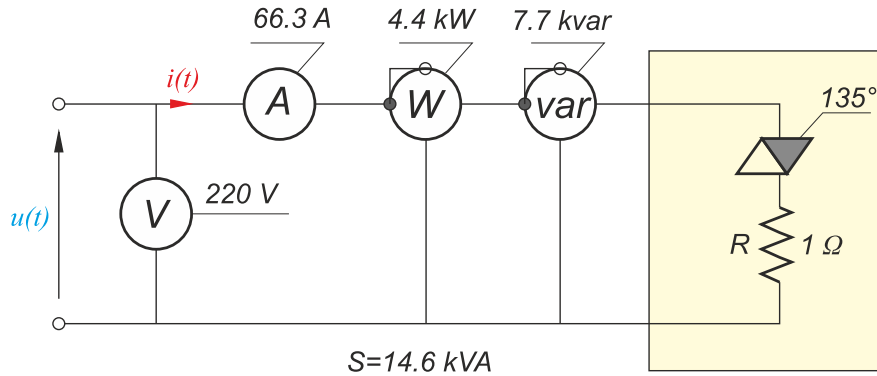 66.3 A
4.4 kW
7.7 kvar
i(t)
A
W
var
135°
u(t)
V
220 V
R
1 Ω
S=14.6 kVA